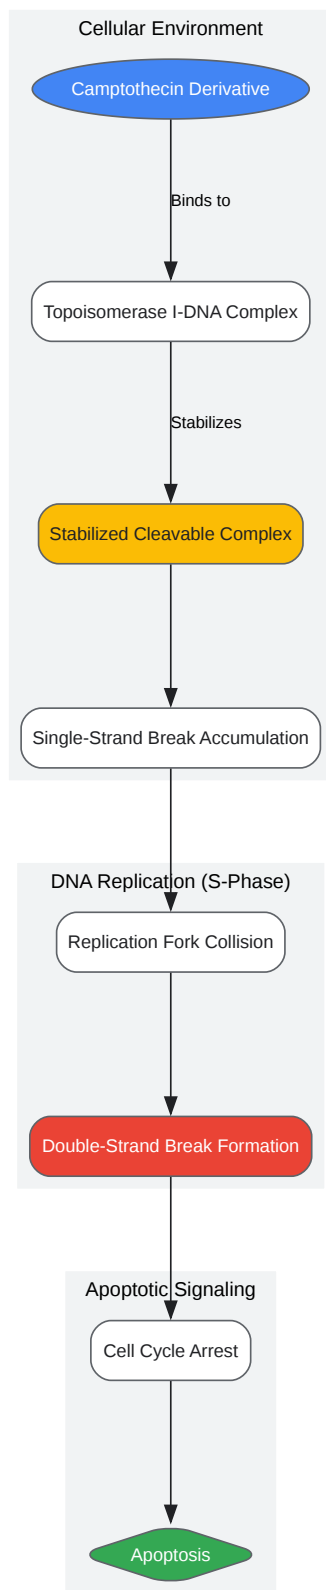 Cellular Environment
Camptothecin Derivative
Binds to
Topoisomerase I-DNA Complex
Stabilizes
Stabilized Cleavable Complex
Single-Strand Break Accumulation
DNA Replication (S-Phase)
Replication Fork Collision
Double-Strand Break Formation
Apoptotic Signaling
Cell Cycle Arrest
Apoptosis